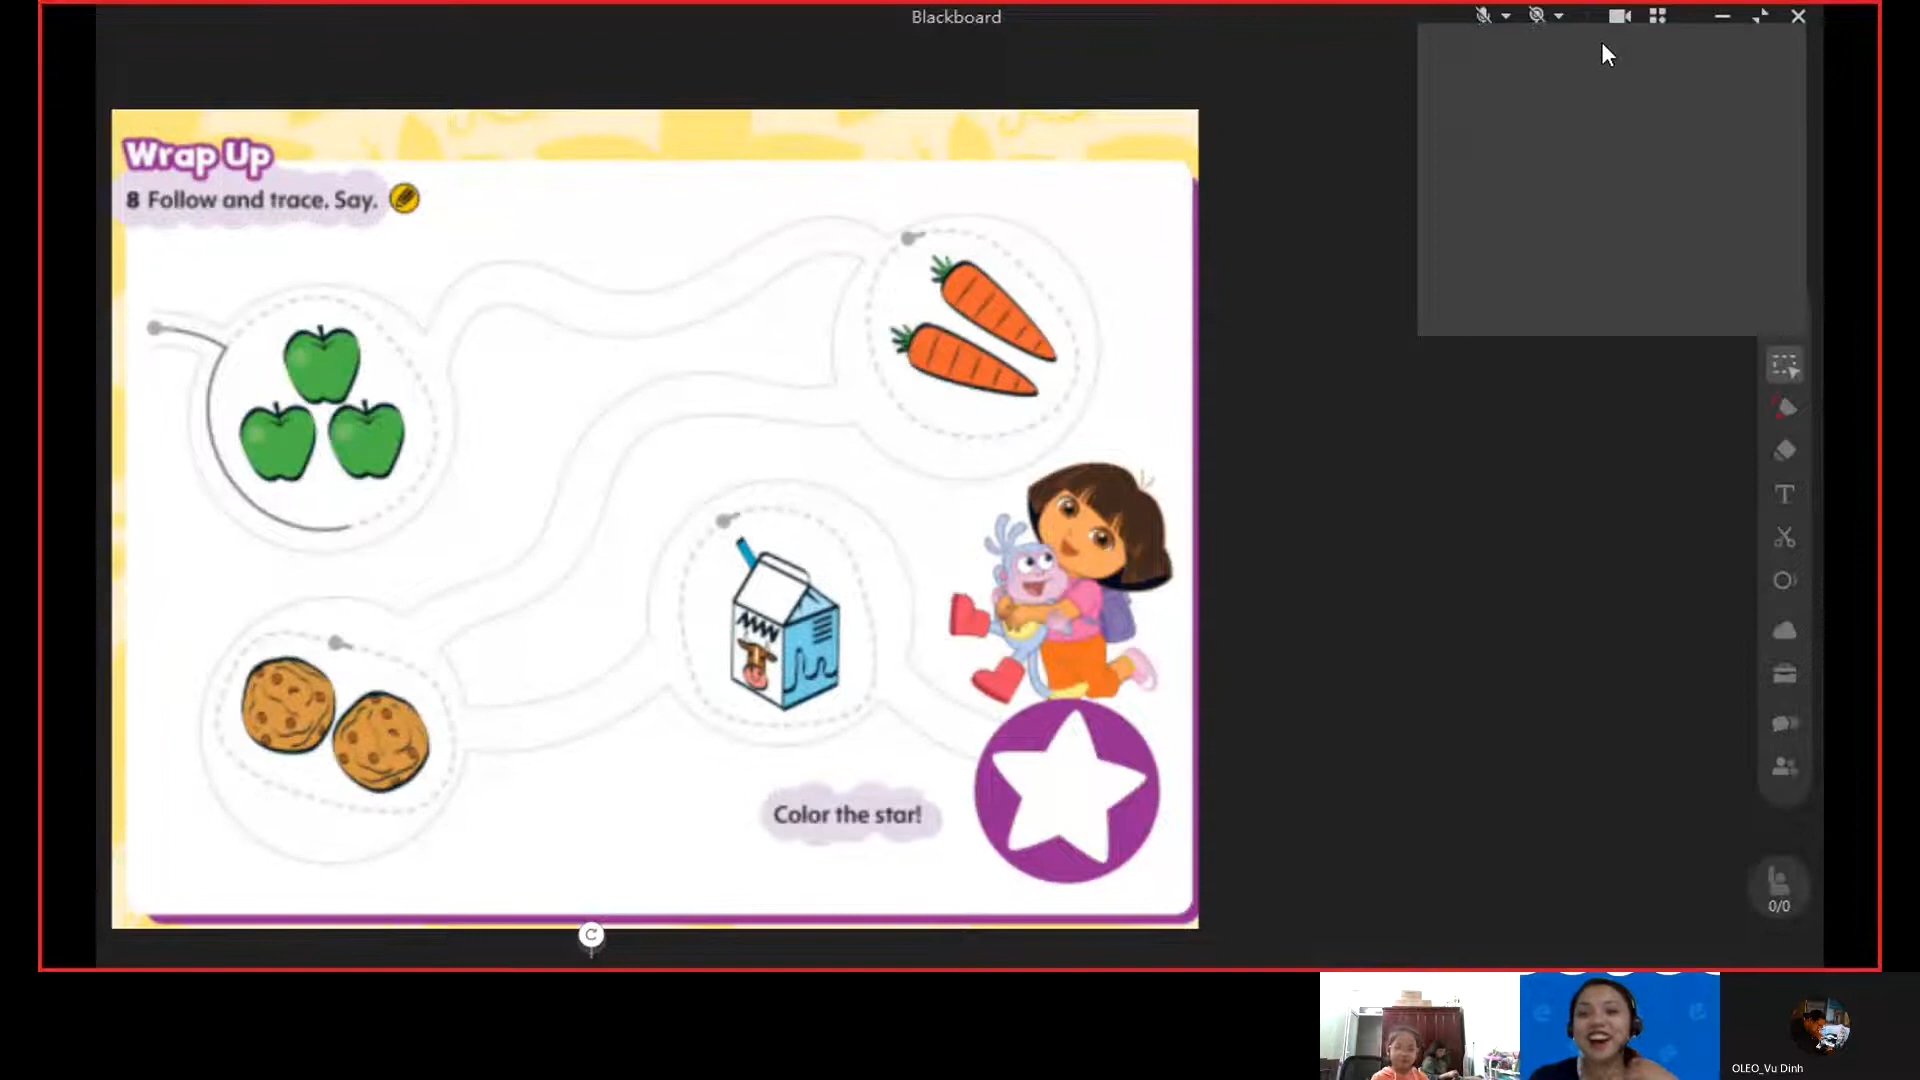 Blackboard
Wrap Up
8 Follow and trace. Say.
Color the star!
0/0
OLEO_Vu Dinh